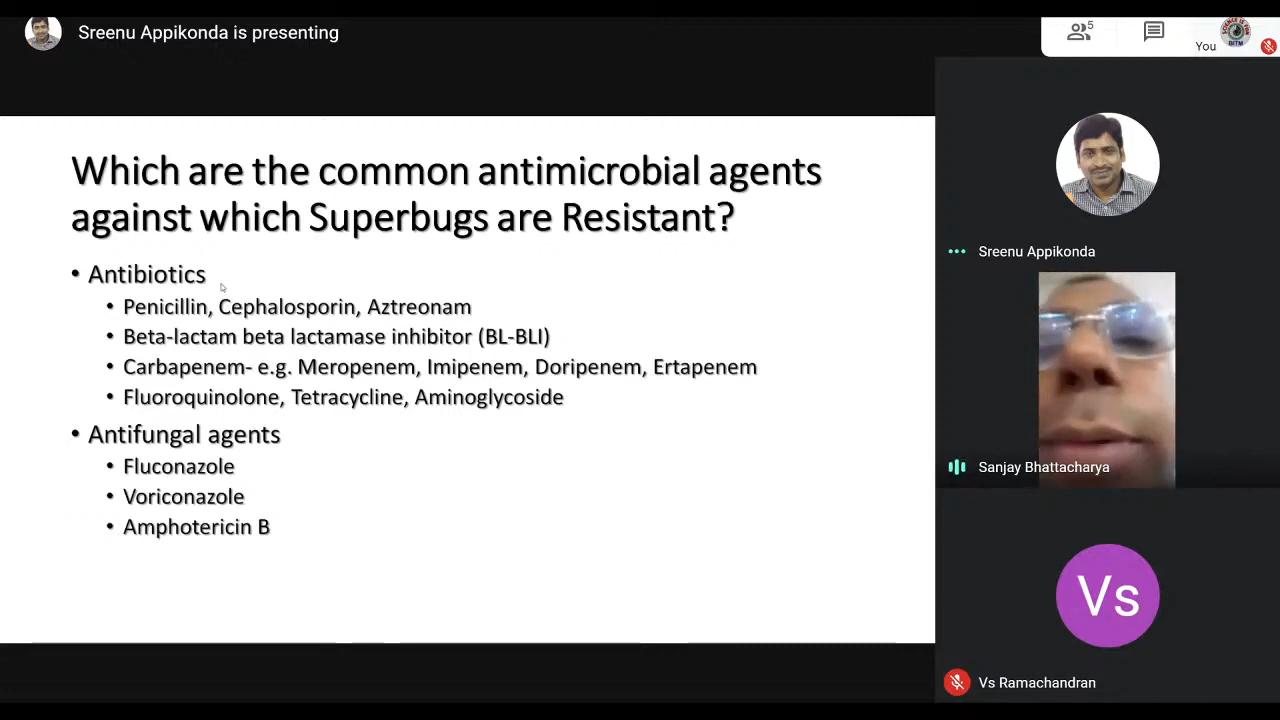 Sreenu Appikonda is presenting
5
You
Which are the common antimicrobial agents
against which Superbugs are Resistant?
• Antibiotics
• Penicillin, Cephalosporin, Aztreonam
• Beta-lactam beta lactamase inhibitor (BL-BLI)
• Carbapenem- e.g. Meropenem, Imipenem, Doripenem, Ertapenem
• Fluoroquinolone, Tetracycline, Aminoglycoside
• Antifungal agents
• Fluconazole
• Voriconazole
• Amphotericin B
Sreenu Appikonda
Sanjay Bhattacharya
Vs
Vs Ramachandran